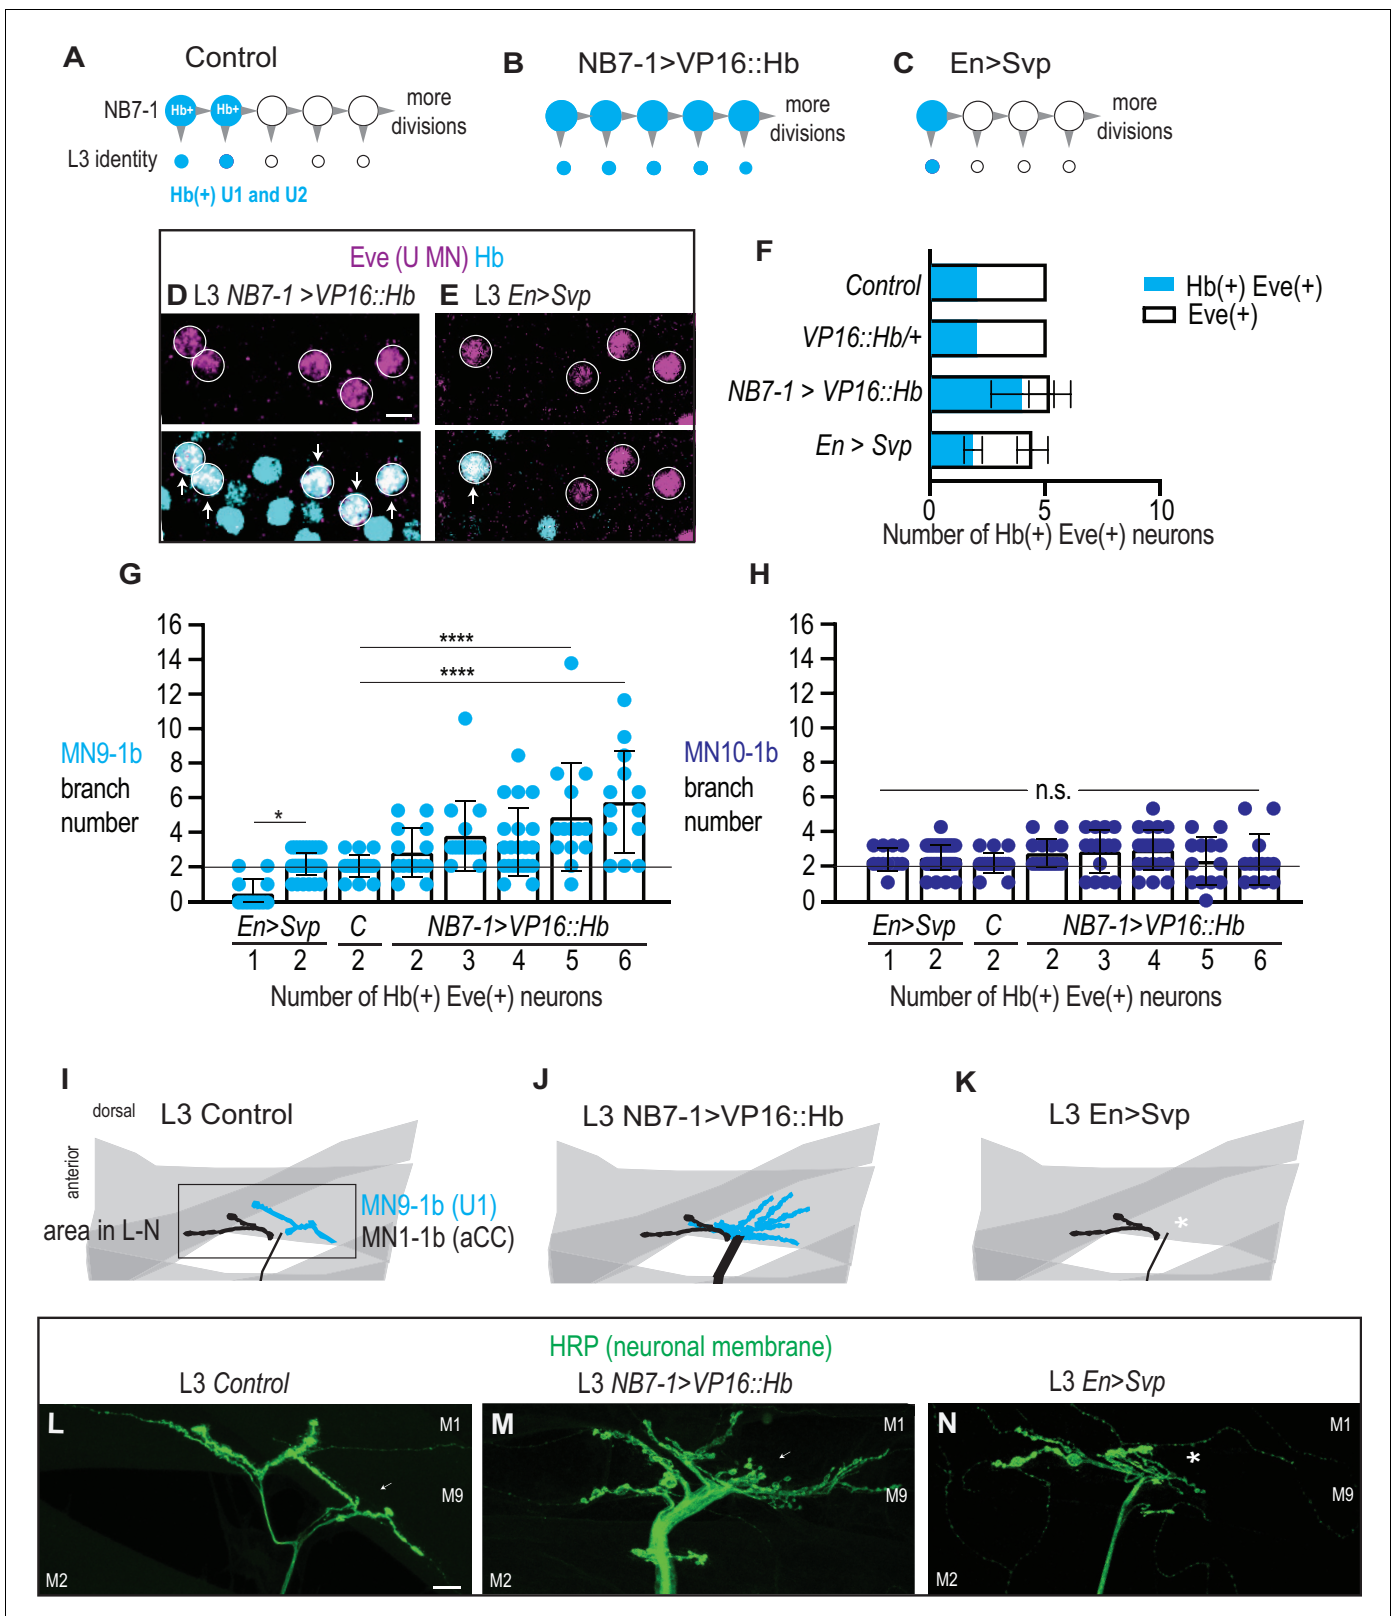 A Control
NB7-1 Hb+ Hb+ more divisions
L3 identity
Hb(+) U1 and U2
B NB7-1>VP16::Hb
more divisions
C En>Svp
more divisions
Eve (U MN) Hb
D L3 NB7-1 >VP16::Hb
E L3 En>Svp
F
Control
VP16::Hb/+
NB7-1 > VP16::Hb
En > Svp
0 5 10
Number of Hb(+) Eve(+) neurons
Hb(+) Eve(+)
Eve(+)
G
16
14
12
10
8
6
4
2
0
MN9-1b
branch
number
****
****
*
En>Svp C NB7-1>VP16::Hb
1 2 2 2 3 4 5 6
Number of Hb(+) Eve(+) neurons
H
16
14
12
10
8
6
4
2
0
MN10-1b
branch
number
n.s.
En>Svp C NB7-1>VP16::Hb
1 2 2 2 3 4 5 6
Number of Hb(+) Eve(+) neurons
I
dorsal
L3 Control
anterior
area in L-N
MN9-1b (U1)
MN1-1b (aCC)
J
L3 NB7-1>VP16::Hb
K
L3 En>Svp
*
HRP (neuronal membrane)
L3 Control
L3 NB7-1>VP16::Hb
L3 En>Svp
L
M1
M9
M2
M
M1
M9
M2
N
M1
*
M9
M2